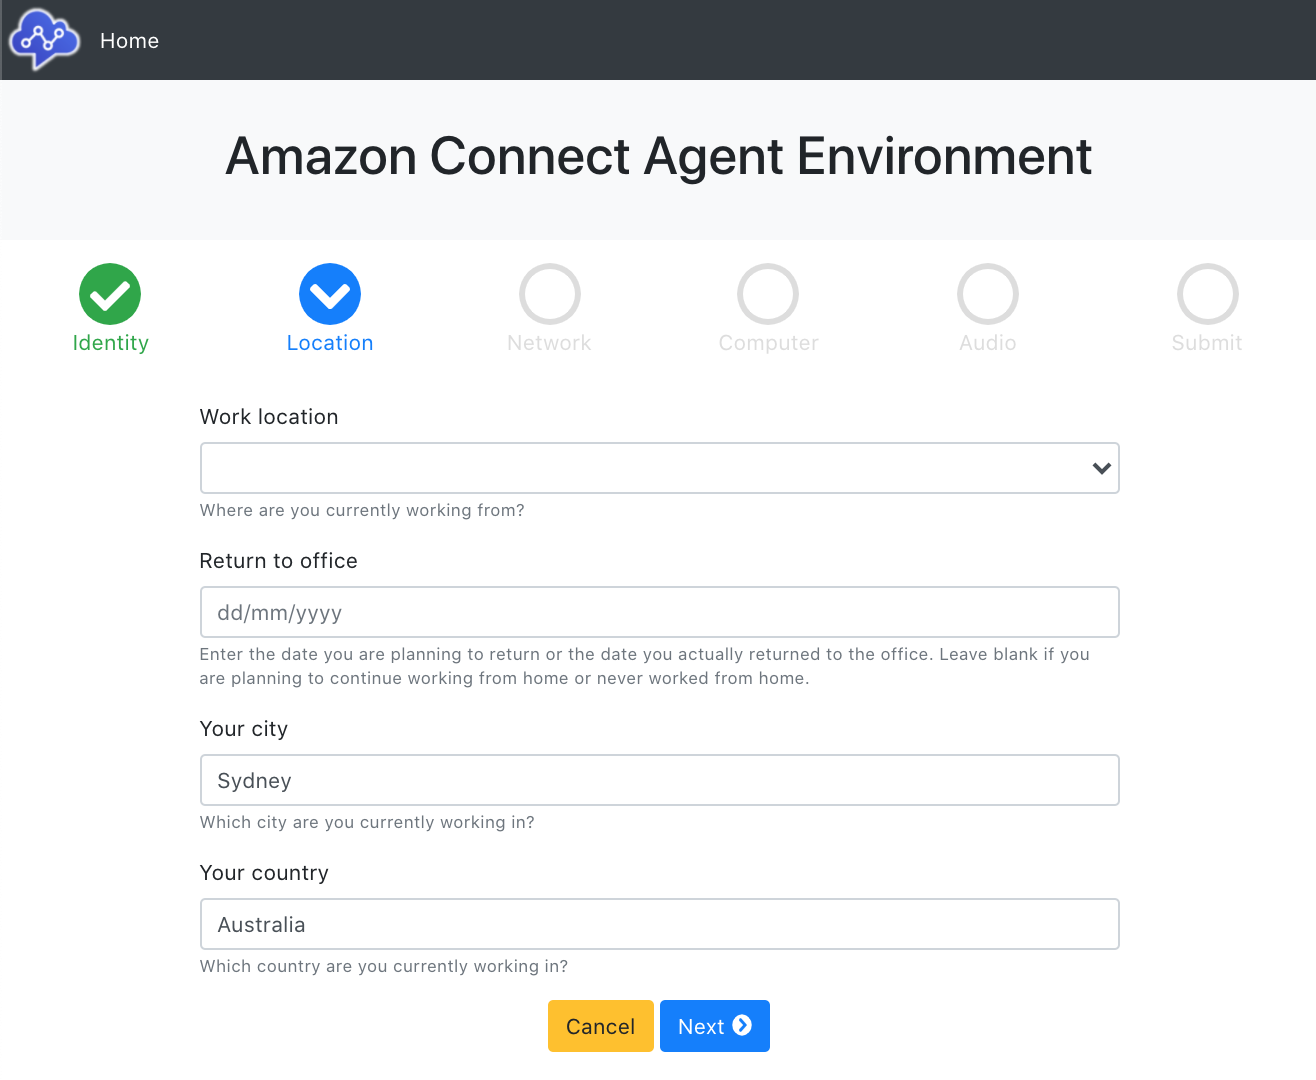 Home
Amazon Connect Agent Environment
Identity
Location
Network
Computer
Audio
Submit
Work location
Where are you currently working from?
Return to office
dd/mm/yyyy
Enter the date you are planning to return or the date you actually returned to the office. Leave blank if you
are planning to continue working from home or never worked from home.
Your city
Sydney
Which city are you currently working in?
Your country
Australia
Which country are you currently working in?
Cancel
Next